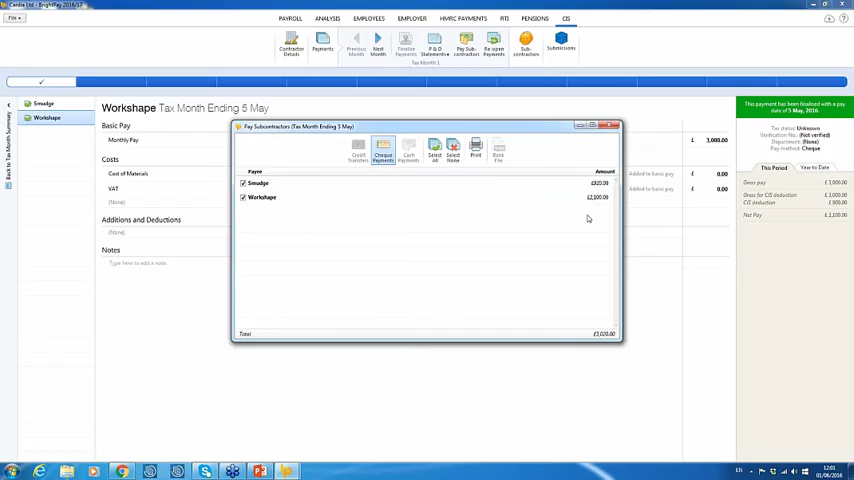 Cardia Ltd - BrightPay 2016/17
File
PAYROLL ANALYSIS EMPLOYEES EMPLOYER HMRC PAYMENTS RTI PENSIONS CIS
Contractor Details
Payments
Previous Month
Next Month
Finalise Payments
P & D Statements
Pay Sub-contractors
Re-open Payments
Tax Month 1
Sub-contractors
Submissions
Back to Tax Month Summary
Smudge
Workshape
Workshape Tax Month Ending 5 May
Basic Pay
Monthly Pay
£ 3,000.00
Costs
Cost of Materials
Added to basic pay £ 0.00
VAT
Added to basic pay £ 0.00
(None)
Additions and Deductions
(None)
Notes
Type here to add a note.
Pay Subcontractors (Tax Month Ending 5 May)
Credit Transfers
Cheque Payments
Cash Payments
Select All
Select None
Print
Bank File
Payee Amount
Smudge £920.00
Workshape £2,100.00
Total £3,020.00
This payment has been finalised with a pay date of 5 May, 2016.
Tax status: Unknown
Verification No.: (Not verified)
Department: (None)
Pay method: Cheque
This Period Year to Date
Gross pay £3,000.00
Gross for CIS deduction £3,000.00
CIS deduction £900.00
Net Pay £2,100.00
EN
12:01
01/06/2016